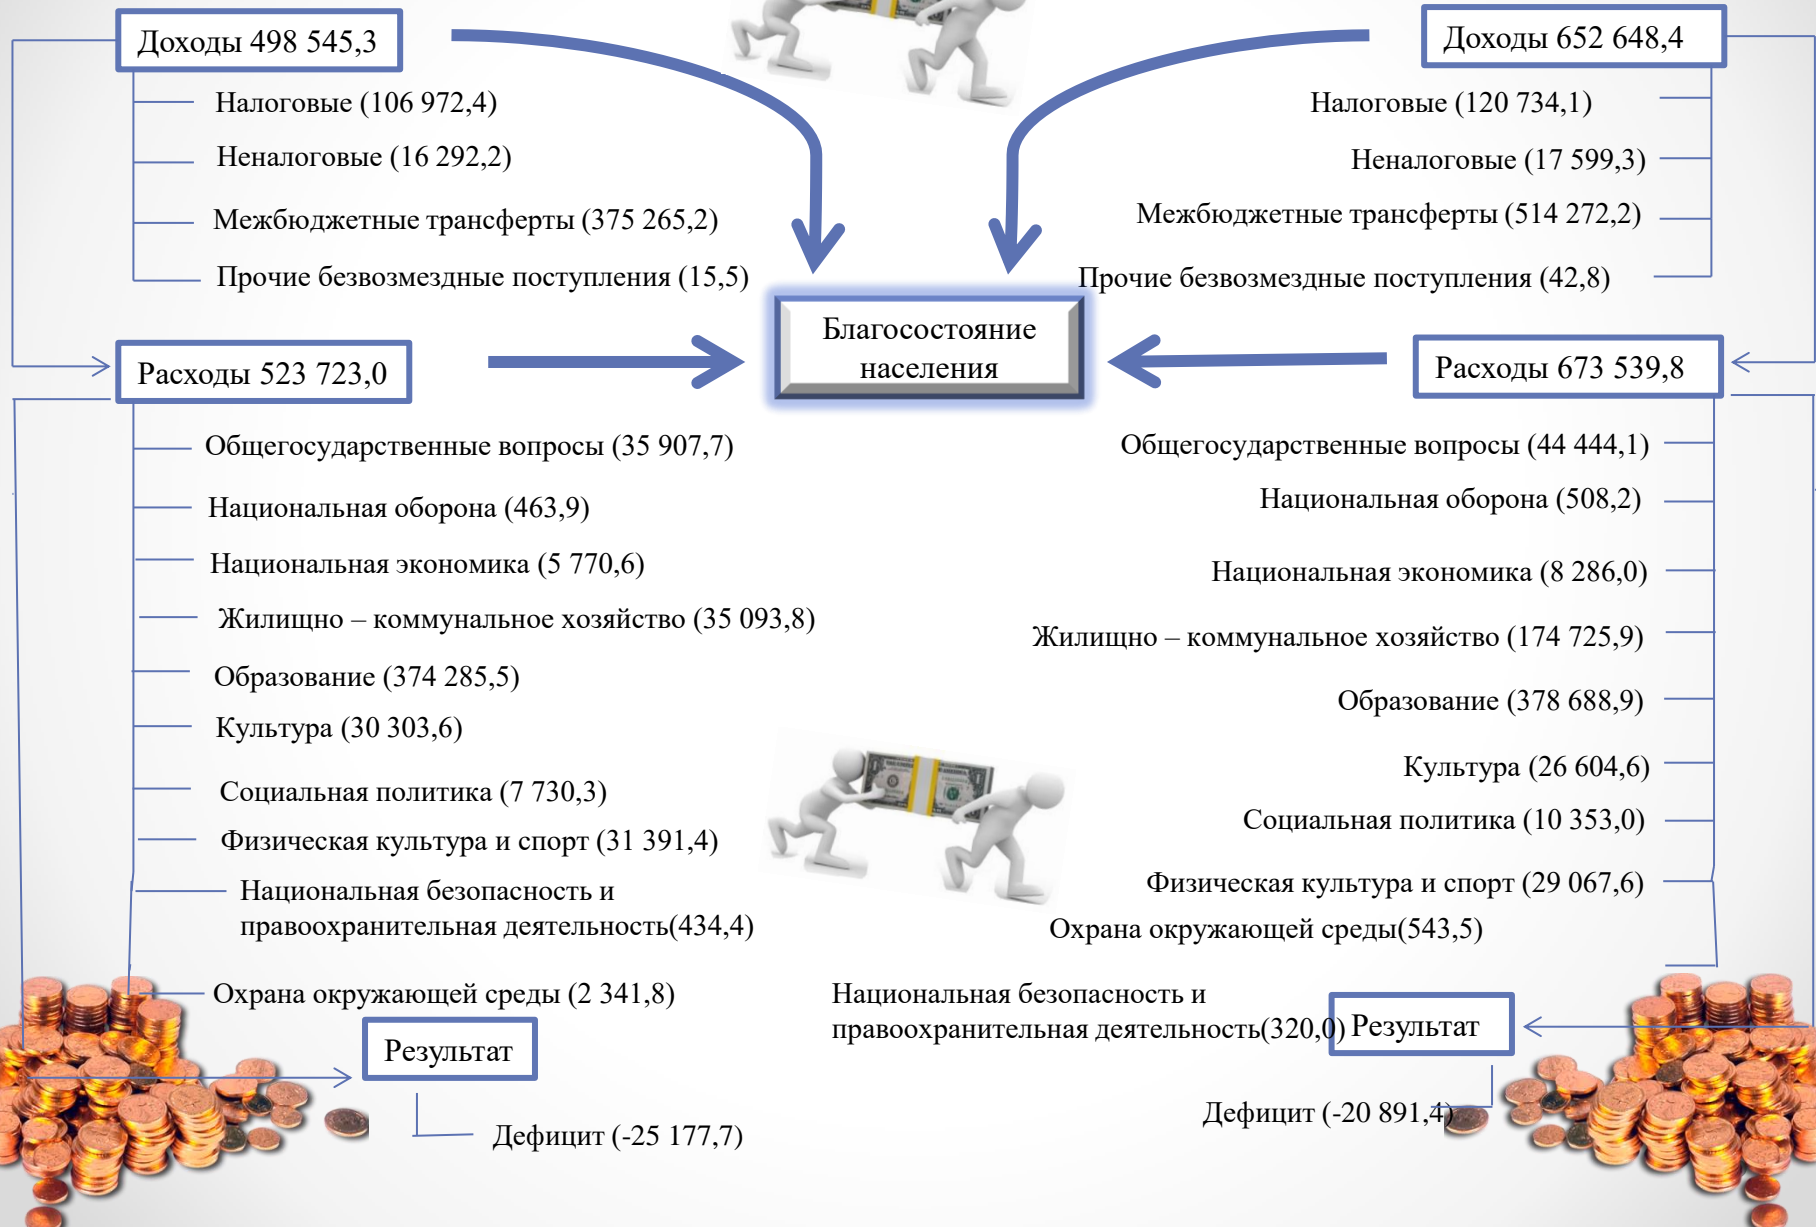 Доходы 498 545,3
Налоговые (106 972,4)
Неналоговые (16 292,2)
Межбюджетные трансферты (375 265,2)
Прочие безвозмездные поступления (15,5)
Доходы 652 648,4
Налоговые (120 734,1)
Неналоговые (17 599,3)
Межбюджетные трансферты (514 272,2)
Прочие безвозмездные поступления (42,8)
Благосостояние
населения
Расходы 523 723,0
Общегосударственные вопросы (35 907,7)
Национальная оборона (463,9)
Национальная экономика (5 770,6)
Жилищно – коммунальное хозяйство (35 093,8)
Образование (374 285,5)
Культура (30 303,6)
Социальная политика (7 730,3)
Физическая культура и спорт (31 391,4)
Национальная безопасность и
правоохранительная деятельность(434,4)
Охрана окружающей среды (2 341,8)
Результат
Дефицит (-25 177,7)
Расходы 673 539,8
Общегосударственные вопросы (44 444,1)
Национальная оборона (508,2)
Национальная экономика (8 286,0)
Жилищно – коммунальное хозяйство (174 725,9)
Образование (378 688,9)
Культура (26 604,6)
Социальная политика (10 353,0)
Физическая культура и спорт (29 067,6)
Охрана окружающей среды(543,5)
Национальная безопасность и
правоохранительная деятельность(320,0)
Результат
Дефицит (-20 891,4)